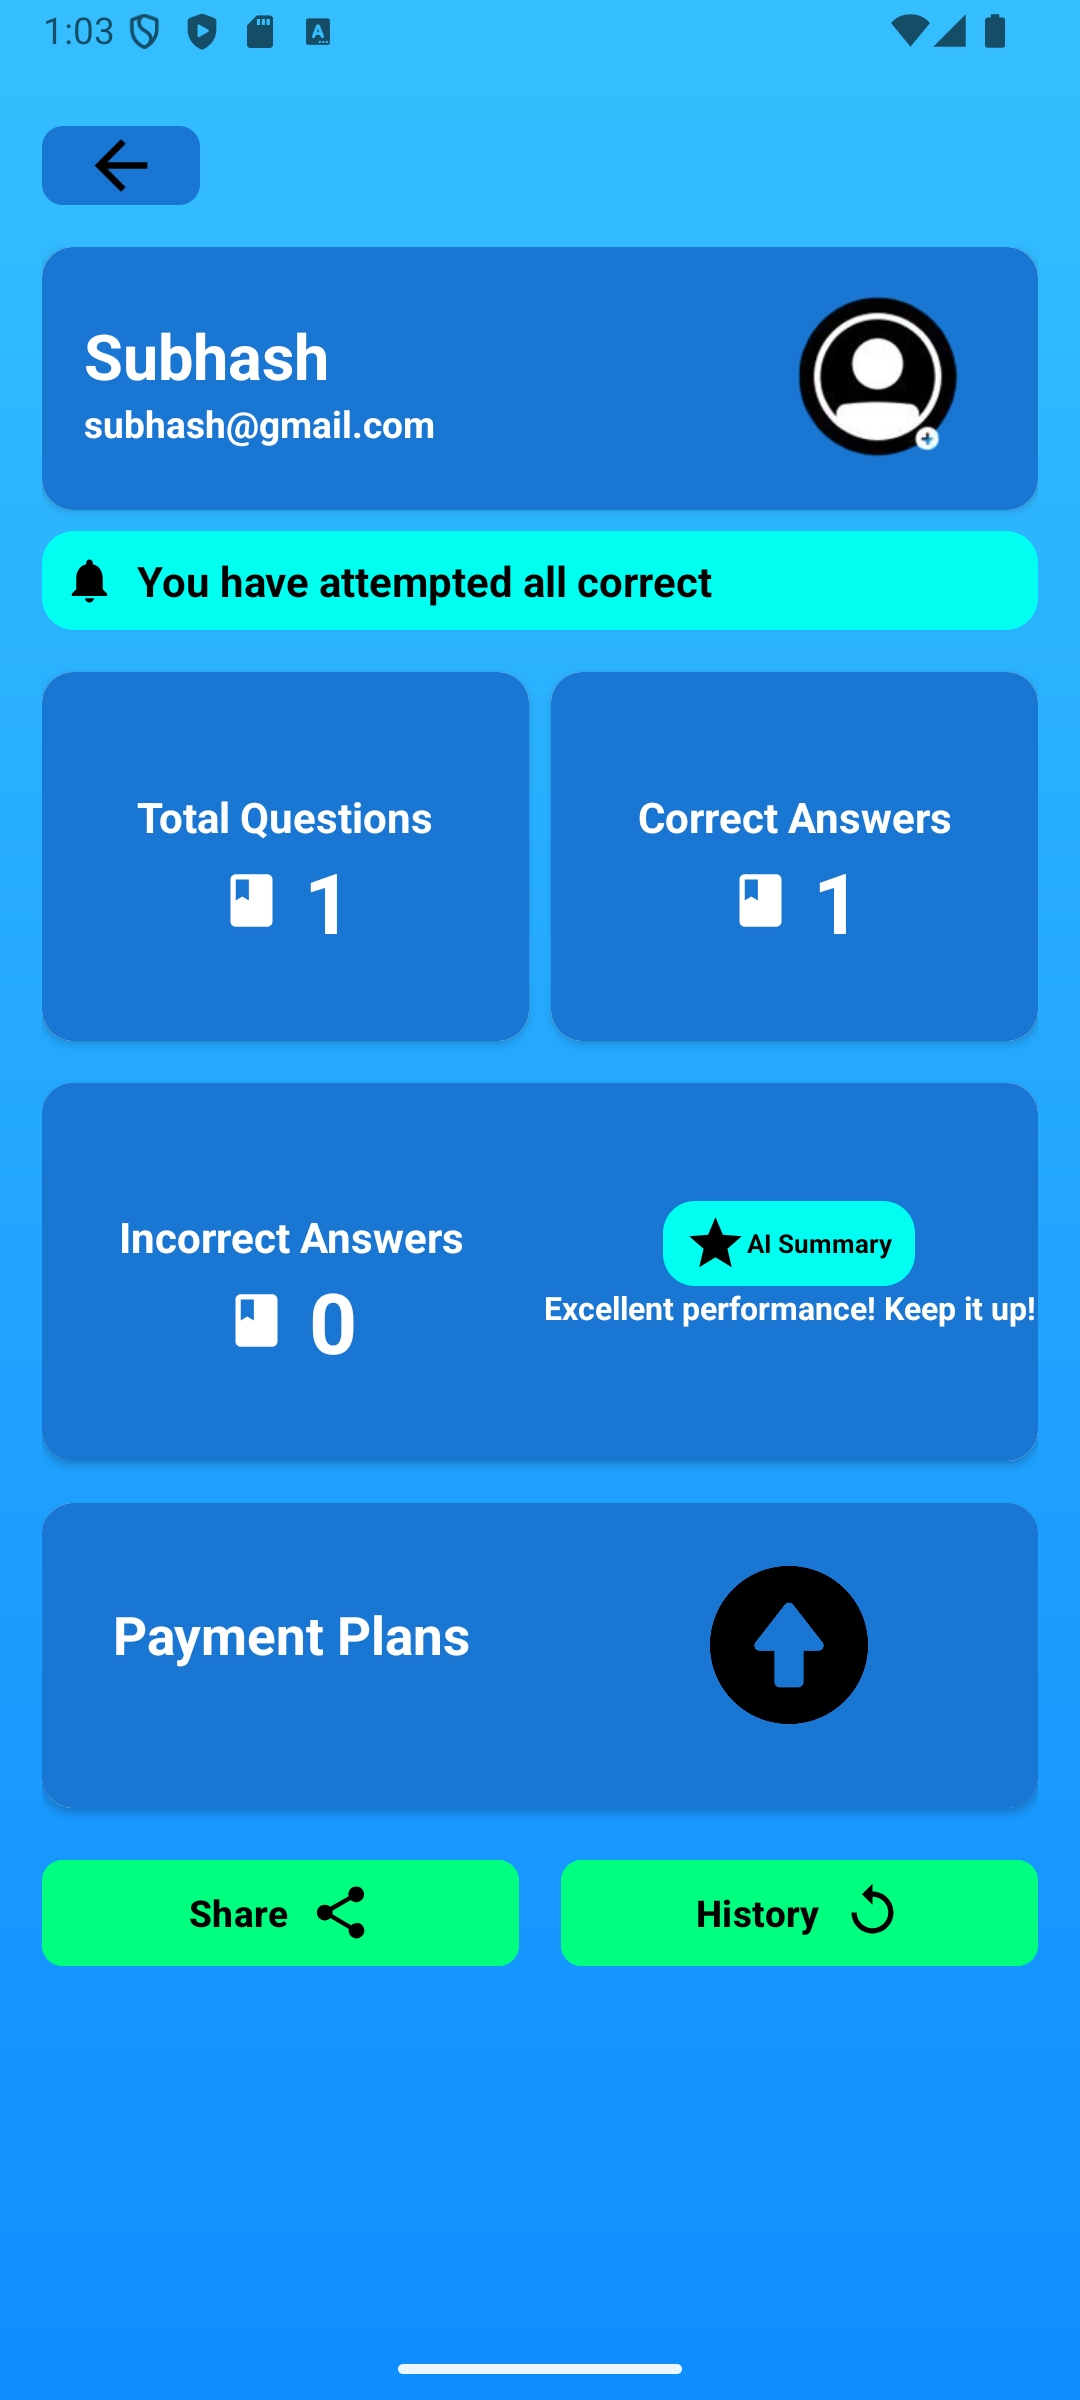 1:03
Subhash
subhash@gmail.com
You have attempted all correct
Total Questions
1
Correct Answers
1
Incorrect Answers
0
AI Summary
Excellent performance! Keep it up!
Payment Plans
Share
History